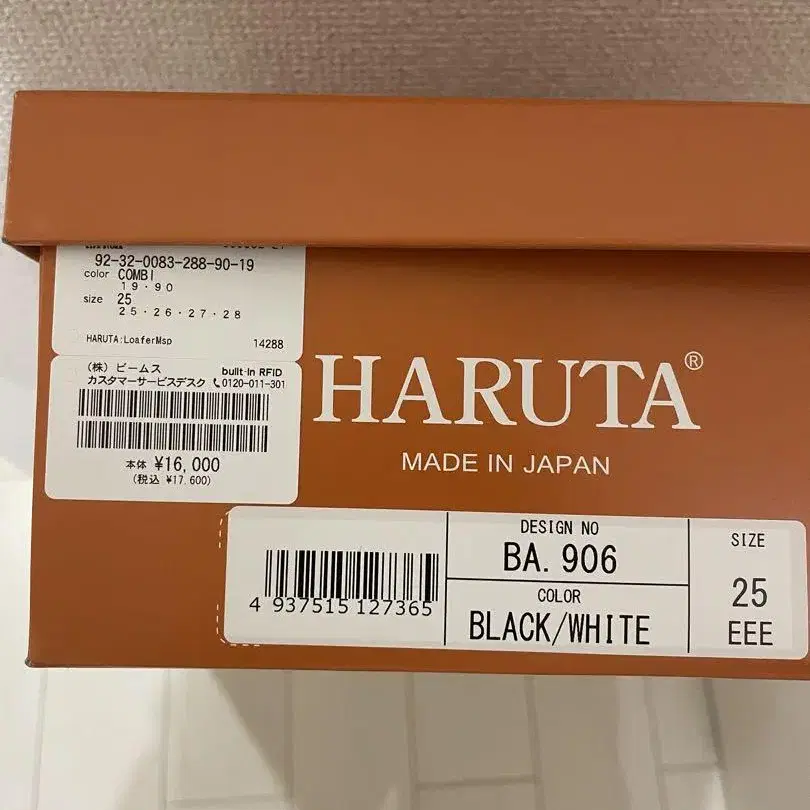 92-32-0083-288-90-19
color COMBI
19・90
size 25
25・26・27・28
HARUTA:LoaferMsp 14288
(株)ビームス built-in RFID
カスタマーサービスデスク 0120-011-301
本体 ¥16,000
(税込 ¥17,600)
HARUTA®
MADE IN JAPAN
4 937515 127365
DESIGN NO
BA. 906
COLOR
BLACK/WHITE
SIZE
25
EEE